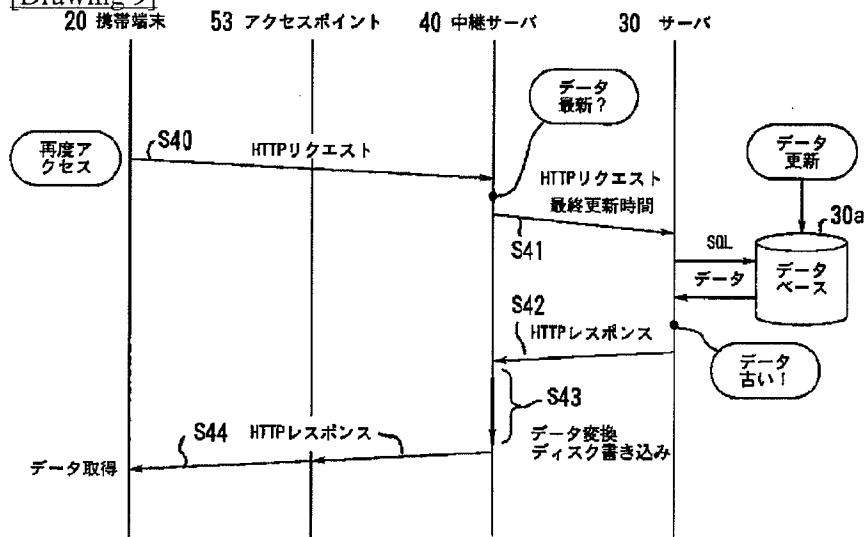 [Drawing 9]
20 携帯端末 53 アクセスポイント 40 中継サーバ 30 サーバ
データ
最新?
再度ア
クセス
S40
HTTPリクエスト
データ
更新
HTTPリクエスト
最終更新時間
S41
30a
SQL
データ
データ
ベース
S42
HTTPレスポンス
データ
古い!
S43
データ変換
ディスク書き込み
S44 HTTPレスポンス
データ取得